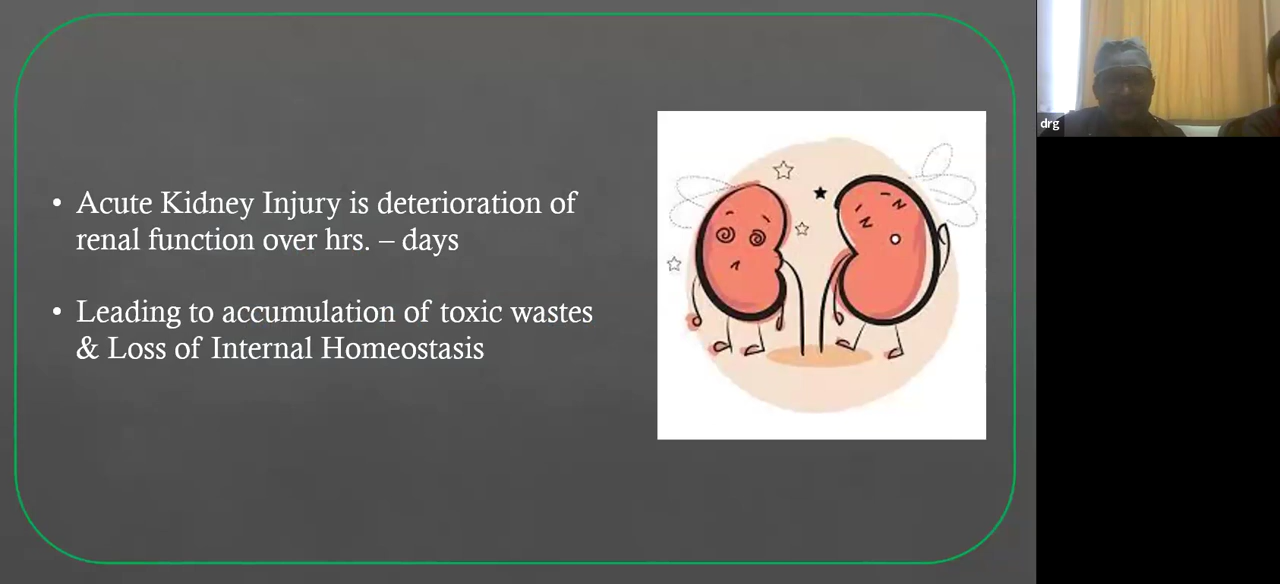 • Acute Kidney Injury is deterioration of
renal function over hrs. – days
• Leading to accumulation of toxic wastes
& Loss of Internal Homeostasis
drg